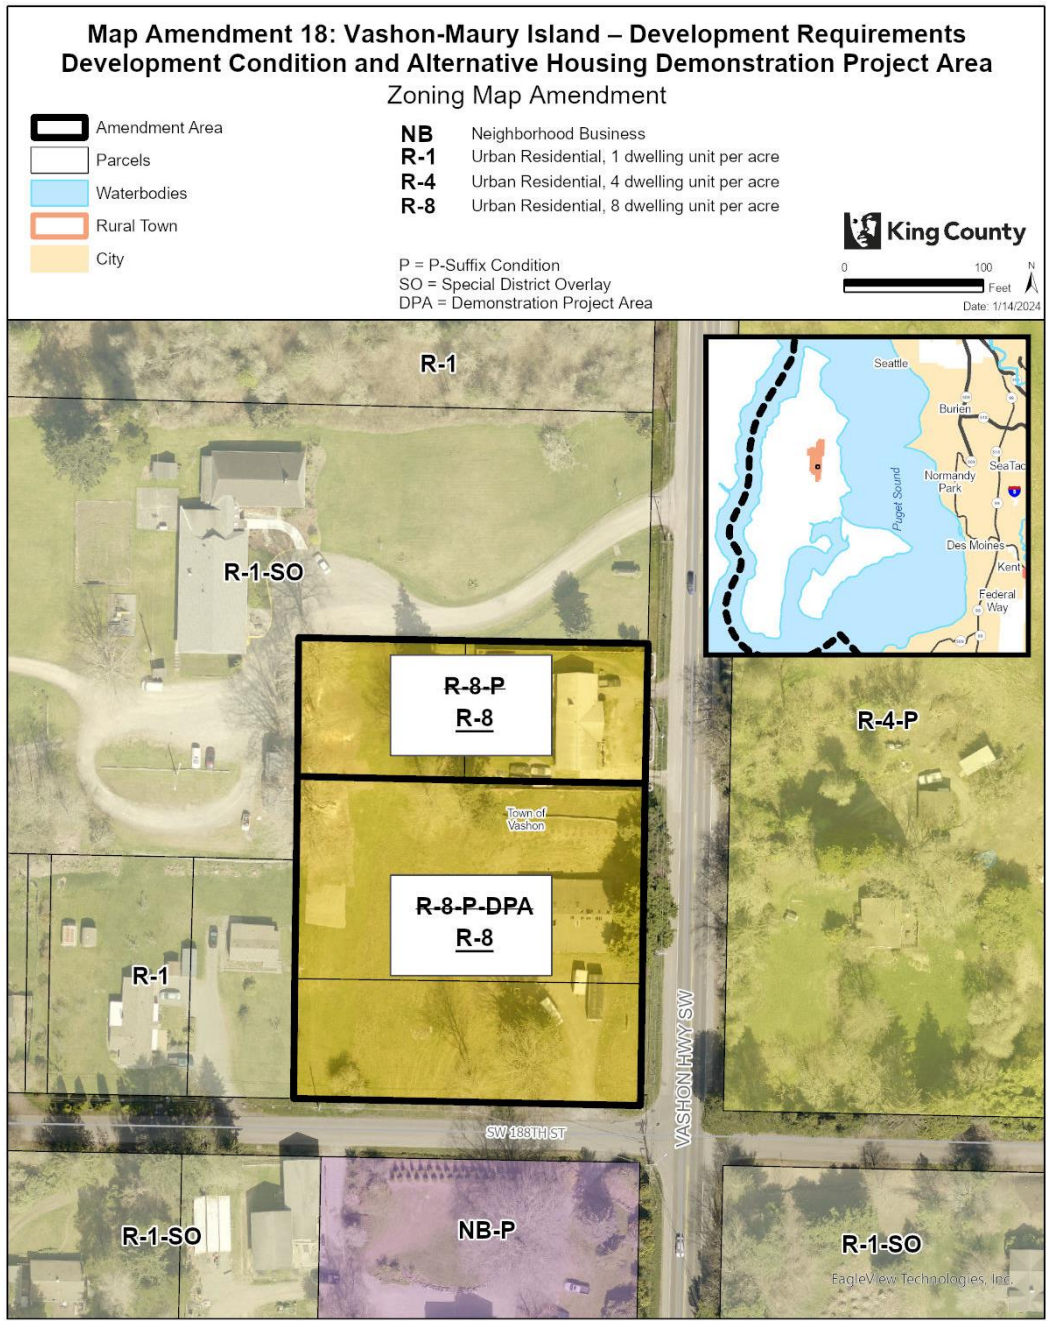 Map Amendment 18: Vashon-Maury Island – Development Requirements
Development Condition and Alternative Housing Demonstration Project Area
Zoning Map Amendment
Amendment Area
Parcels
Waterbodies
Rural Town
City
NB Neighborhood Business
R-1 Urban Residential, 1 dwelling unit per acre
R-4 Urban Residential, 4 dwelling unit per acre
R-8 Urban Residential, 8 dwelling unit per acre
P = P-Suffix Condition
SO = Special District Overlay
DPA = Demonstration Project Area
King County
0 100
Feet
N
Date: 1/14/2024
R-1
Seattle
Burien
SeaTac
Normandy
Park
Puget Sound
Des Moines
Kent
Federal
Way
R-1-SO
R-8-P
R-8
R-4-P
Town of
Vashon
R-8-P-DPA
R-8
R-1
VASHON HWY SW
SW 188TH ST
R-1-SO
NB-P
R-1-SO
EagleView Technologies, Inc.